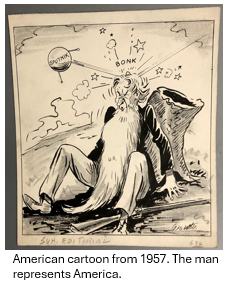 SPUTNIK
BONK
SUN. EDITORIAL
American cartoon from 1957. The man
represents America.